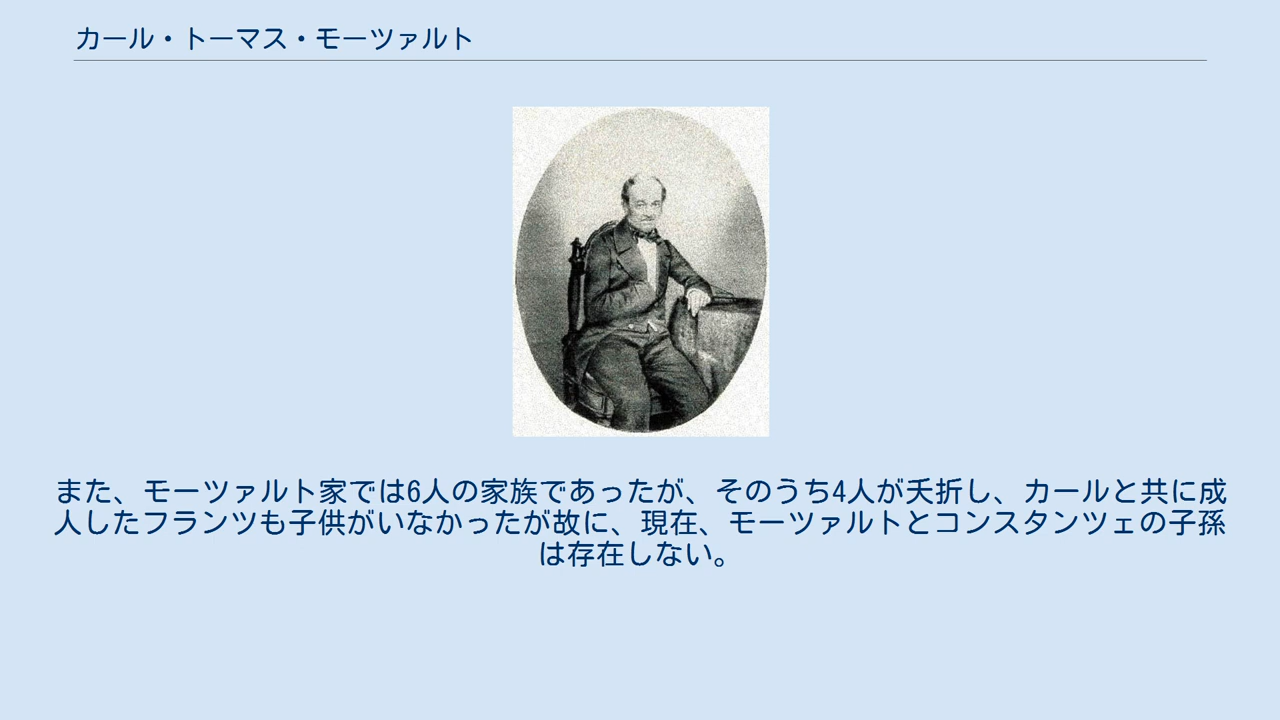 カール・トーマス・モーツァルト
また、モーツァルト家では6人の家族であったが、そのうち4人が夭折し、カールと共に成
人したフランツも子供がいなかったが故に、現在、モーツァルトとコンスタンツェの子孫
は存在しない。